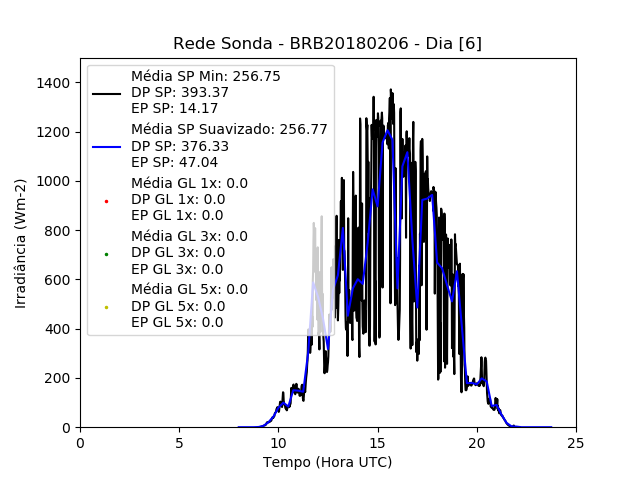 Rede Sonda - BRB20180206 - Dia [6]
Média SP Min: 256.75
DP SP: 393.37
EP SP: 14.17
Média SP Suavizado: 256.77
DP SP: 376.33
EP SP: 47.04
Média GL 1x: 0.0
DP GL 1x: 0.0
EP GL 1x: 0.0
Média GL 3x: 0.0
DP GL 3x: 0.0
EP GL 3x: 0.0
Média GL 5x: 0.0
DP GL 5x: 0.0
EP GL 5x: 0.0
Irradiância (Wm-2)
1400
1200
1000
800
600
400
200
0
0 5 10 15 20 25
Tempo (Hora UTC)